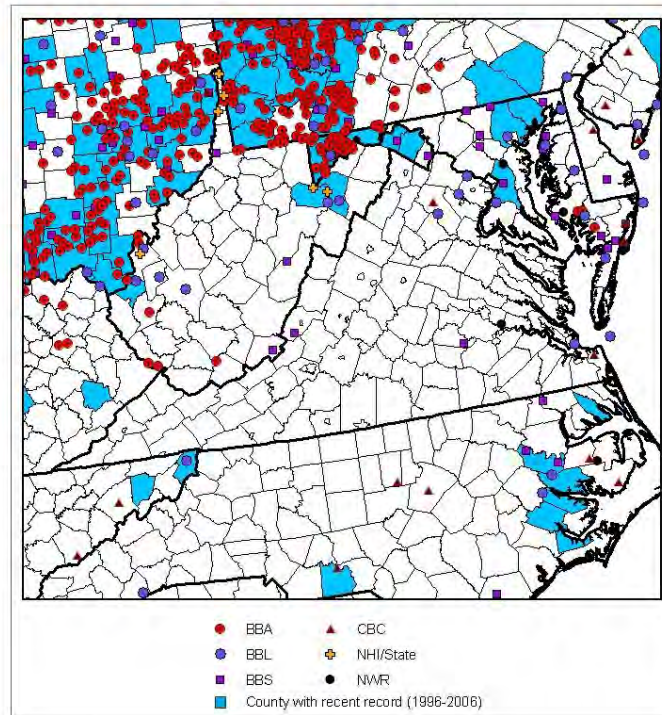 BBA
CBC
BBL
NHI/State
BBS
NWR
County with recent record (1996-2006)